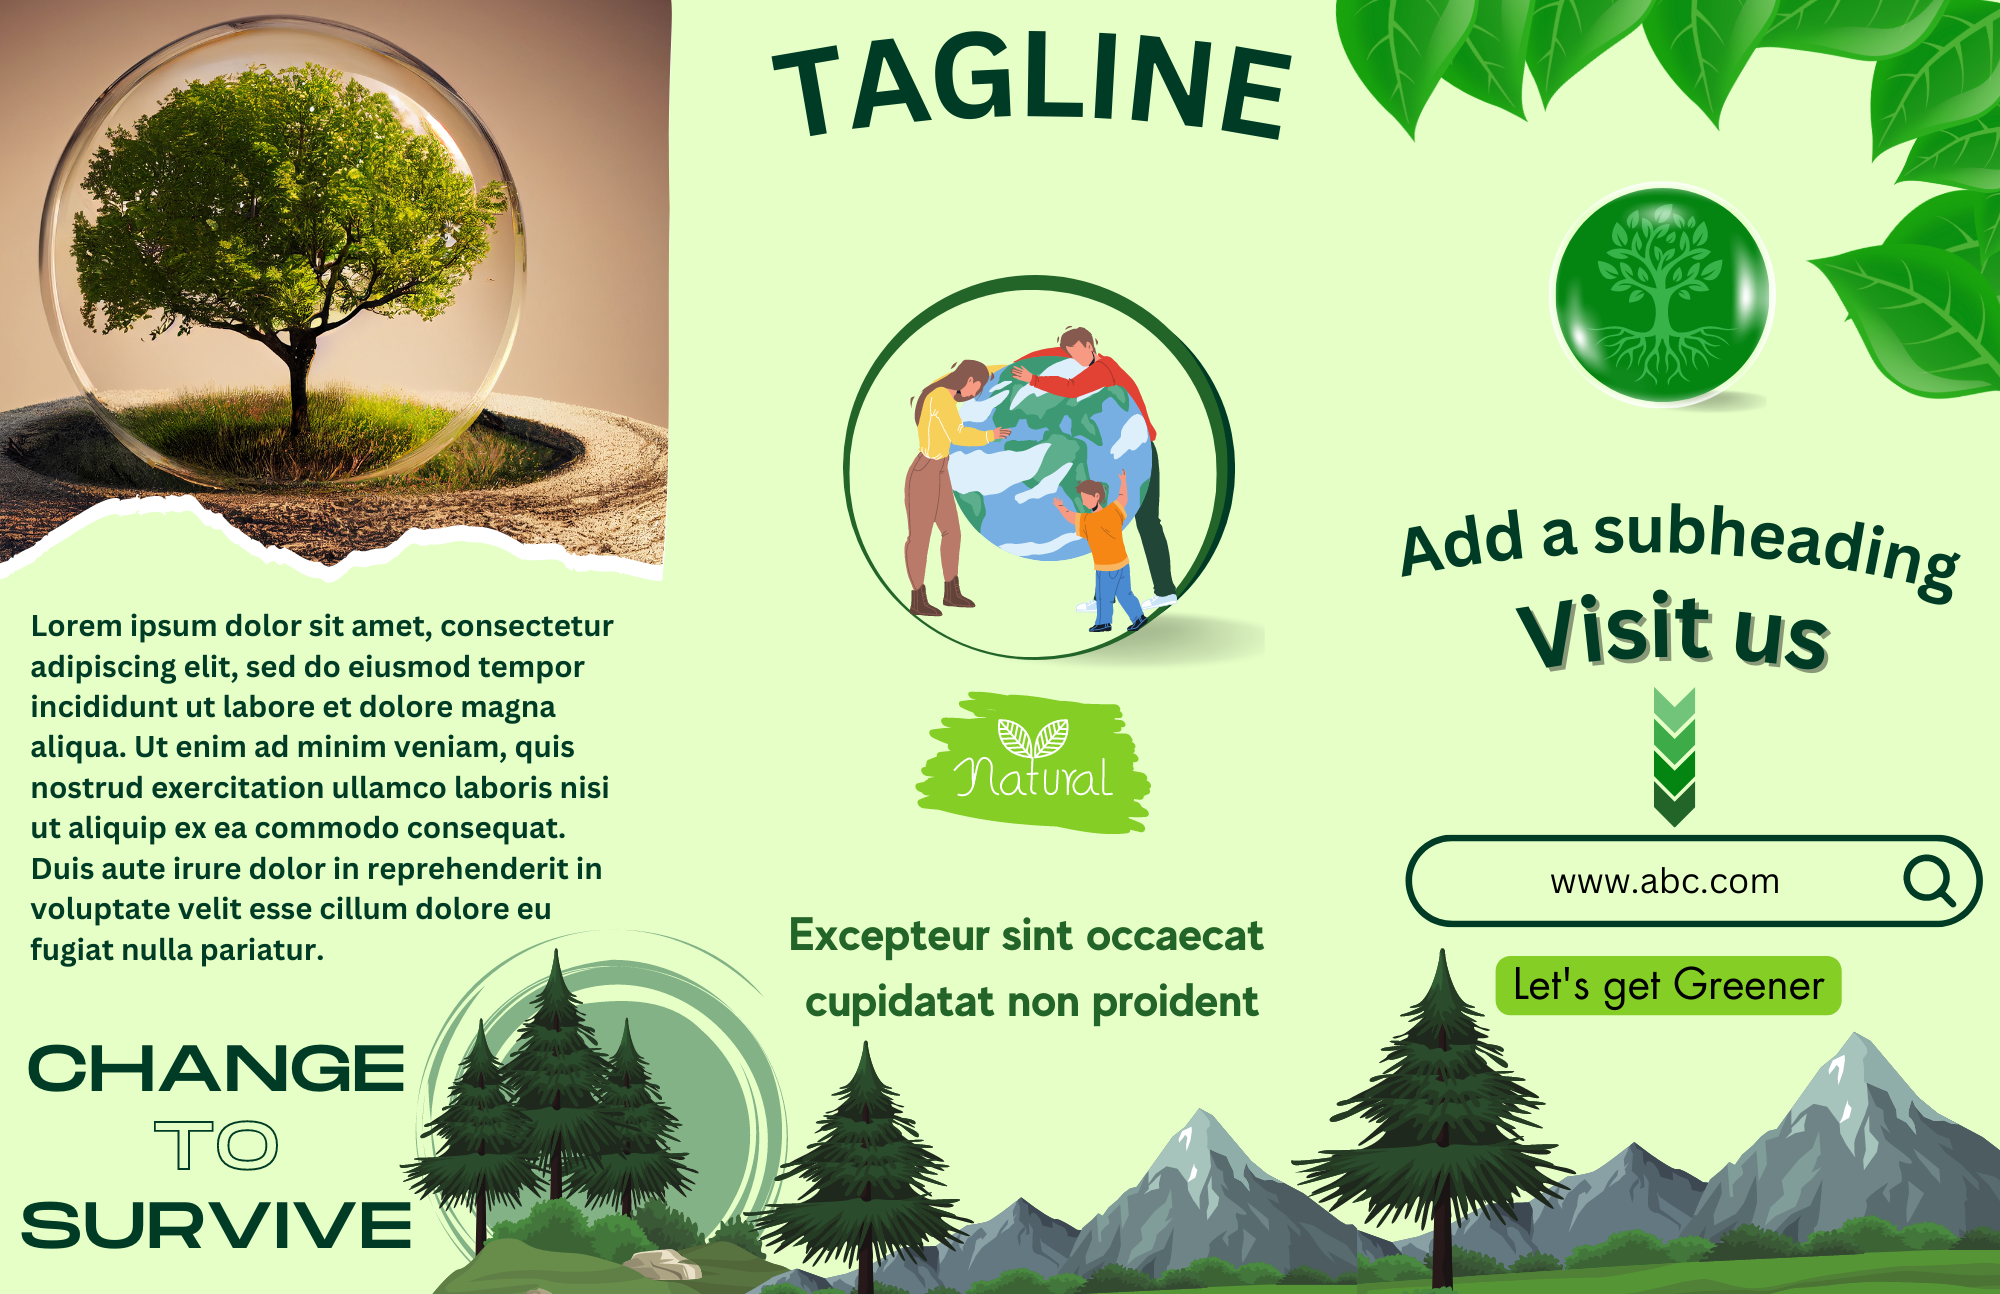 Lorem ipsum dolor sit amet, consectetur
adipiscing elit, sed do eiusmod tempor
incididunt ut labore et dolore magna
aliqua. Ut enim ad minim veniam, quis
nostrud exercitation ullamco laboris nisi
ut aliquip ex ea commodo consequat.
Duis aute irure dolor in reprehenderit in
voluptate velit esse cillum dolore eu
fugiat nulla pariatur.
CHANGE
TO
SURVIVE
TAGLINE
Natural
Excepteur sint occaecat
cupidatat non proident
Add a subheading
Visit us
www.abc.com
Let's get Greener